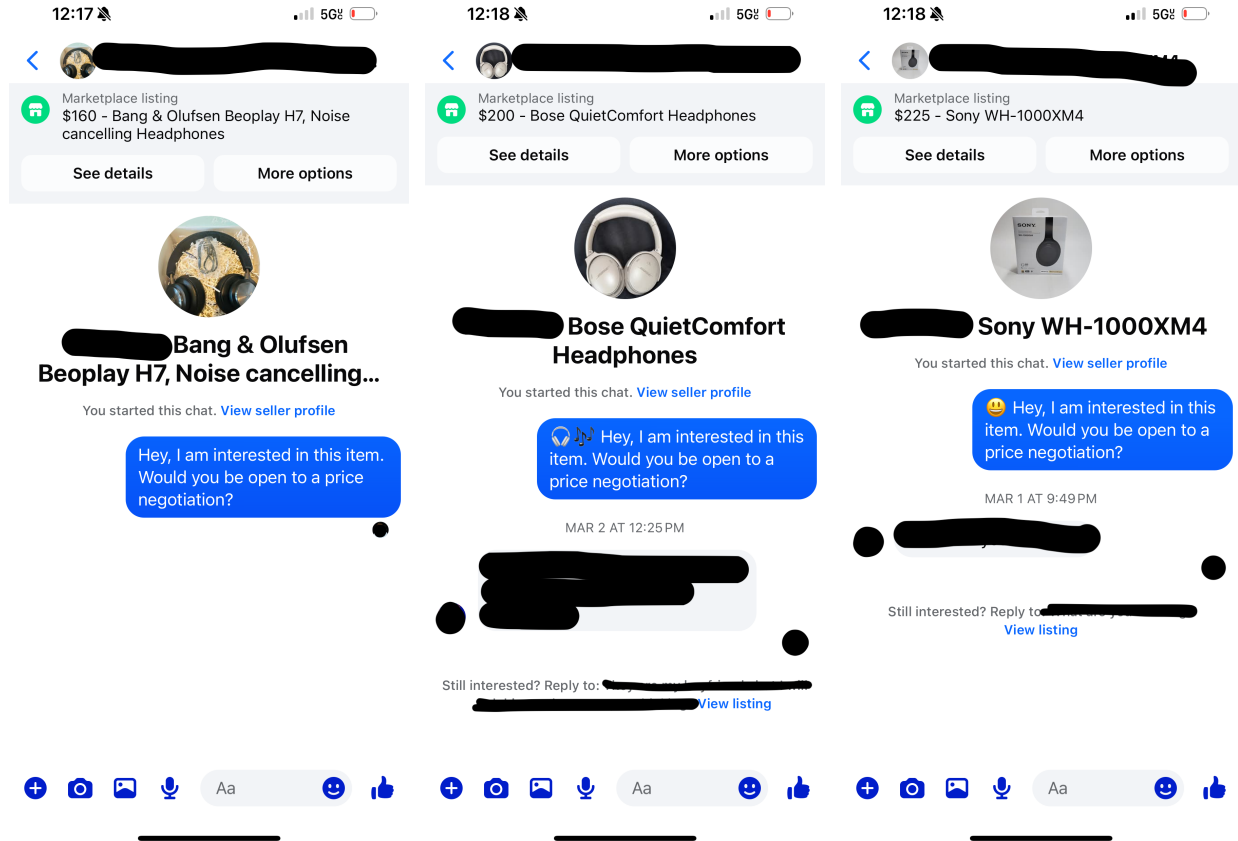 12:17
5G
Marketplace listing
$160 - Bang & Olufsen Beoplay H7, Noise
cancelling Headphones
See details
More options
Bang & Olufsen
Beoplay H7, Noise cancelling...
You started this chat. View seller profile
Hey, I am interested in this item.
Would you be open to a price
negotiation?
Aa
12:18
5G
Marketplace listing
$200 - Bose QuietComfort Headphones
See details
More options
Bose QuietComfort
Headphones
You started this chat. View seller profile
🎧🎶 Hey, I am interested in this
item. Would you be open to a
price negotiation?
MAR 2 AT 12:25 PM
Still interested? Reply to:
View listing
Aa
12:18
5G
Marketplace listing
$225 - Sony WH-1000XM4
See details
More options
SONY
Sony WH-1000XM4
You started this chat. View seller profile
😃 Hey, I am interested in this
item. Would you be open to a
price negotiation?
MAR 1 AT 9:49 PM
Still interested? Reply to
View listing
Aa